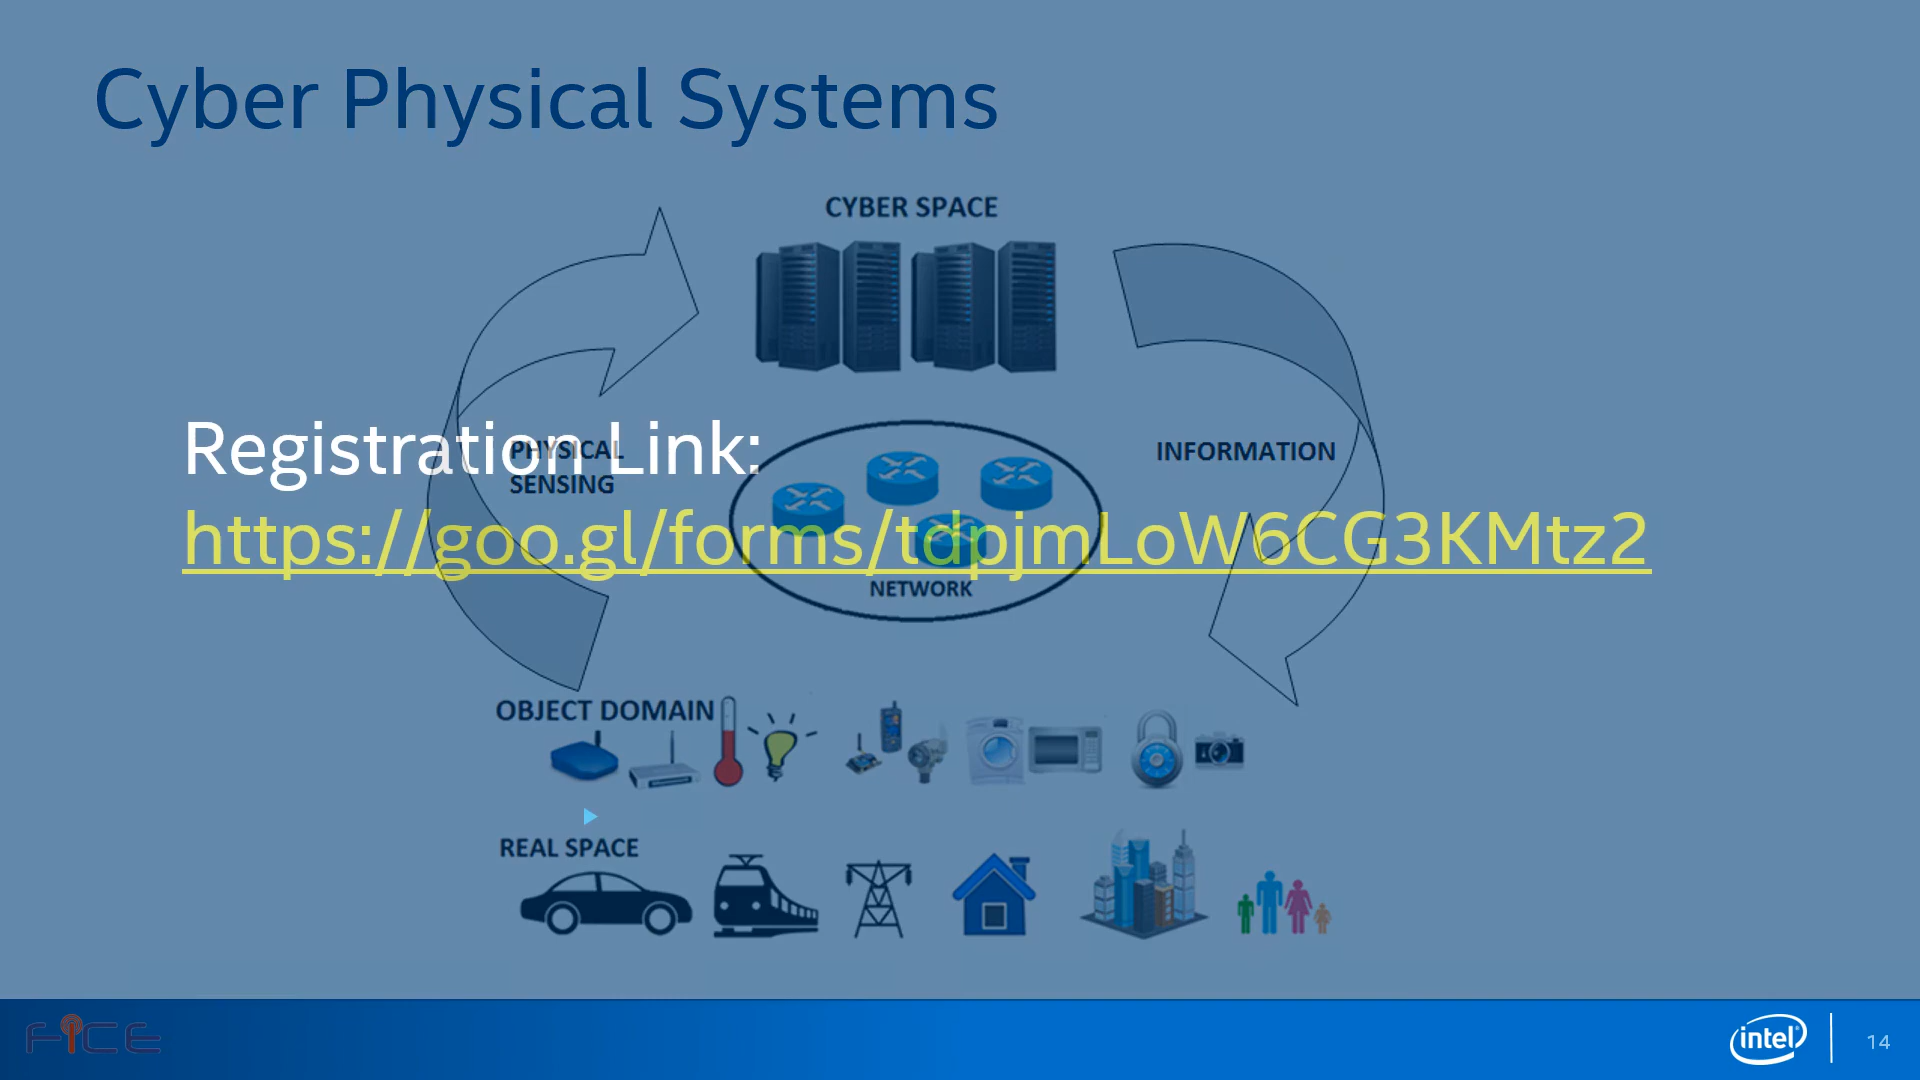 Cyber Physical Systems
CYBER SPACE
Registration Link:
PHYSICAL
SENSING
INFORMATION
https://goo.gl/forms/tdpjmLoW6CG3KMtz2
NETWORK
OBJECT DOMAIN
REAL SPACE
FiCE
intel
14